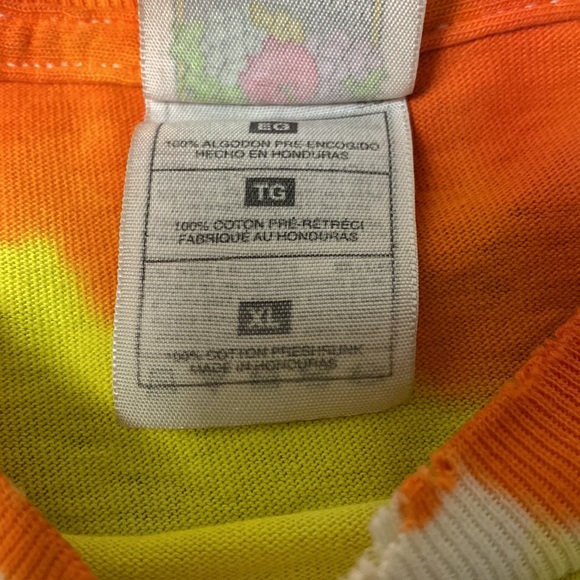 EG
100% ALGODON PRE-ENCOGIDO
HECHO EN HONDURAS
TG
100% COTON PRÉ-RÉTRÉCI
FABRIQUÉ AU HONDURAS
XL
100% COTTON PRESHRUNK
MADE IN HONDURAS